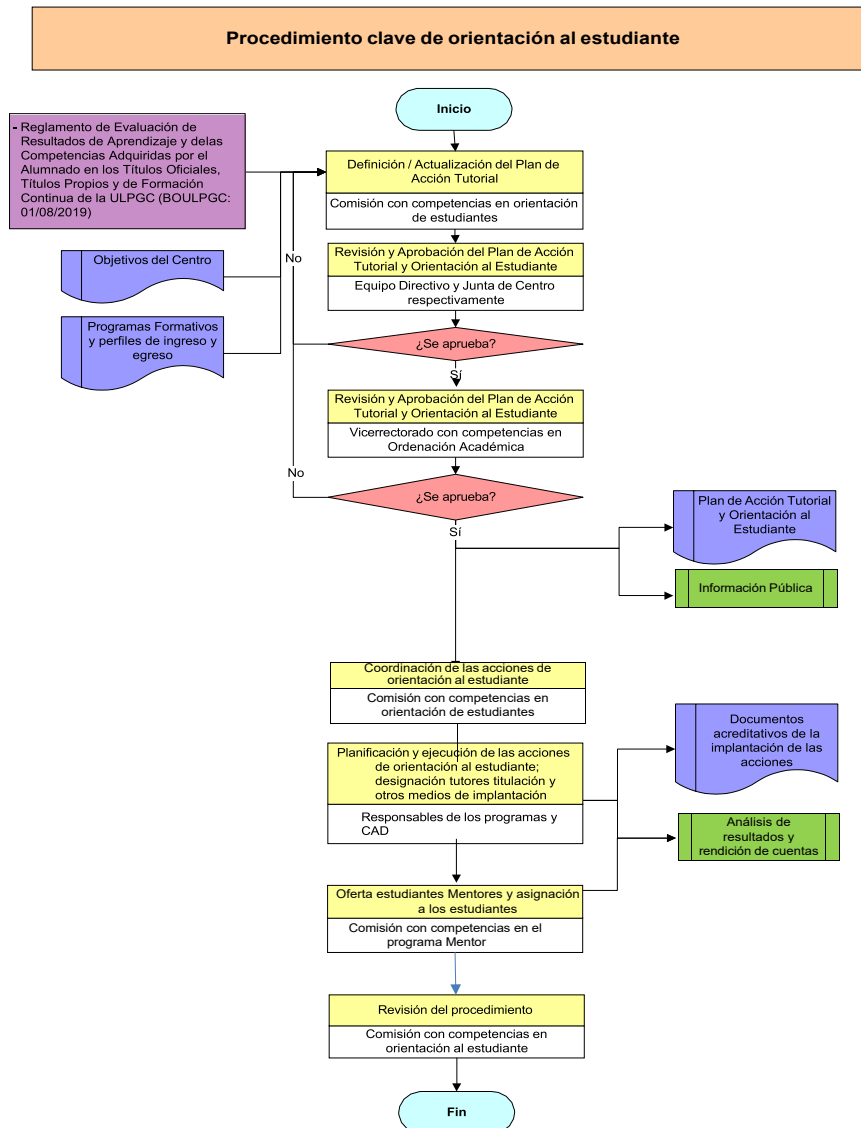 Procedimiento clave de orientación al estudiante
Inicio
- Reglamento de Evaluación de
Resultados de Aprendizaje y delas
Competencias Adquiridas por el
Alumnado en los Títulos Oficiales,
Títulos Propios y de Formación
Continua de la ULPGC (BOULPGC:
01/08/2019)
Definición / Actualización del Plan de
Acción Tutorial
Comisión con competencias en orientación
de estudiantes
Objetivos del Centro
No
Revisión y Aprobación del Plan de Acción
Tutorial y Orientación al Estudiante
Equipo Directivo y Junta de Centro
respectivamente
Programas Formativos
y perfiles de ingreso y
egreso
¿Se aprueba?
Sí
Revisión y Aprobación del Plan de Acción
Tutorial y Orientación al Estudiante
Vicerrectorado con competencias en
Ordenación Académica
No
¿Se aprueba?
Sí
Plan de Acción Tutorial
y Orientación al
Estudiante
Información Pública
Coordinación de las acciones de
orientación al estudiante
Comisión con competencias en
orientación de estudiantes
Documentos
acreditativos de la
implantación de las
acciones
Planificación y ejecución de las acciones
de orientación al estudiante;
designación tutores titulación y
otros medios de implantación
Responsables de los programas y
CAD
Análisis de
resultados y
rendición de cuentas
Oferta estudiantes Mentores y asignación
a los estudiantes
Comisión con competencias en el
programa Mentor
Revisión del procedimiento
Comisión con competencias en
orientación al estudiante
Fin